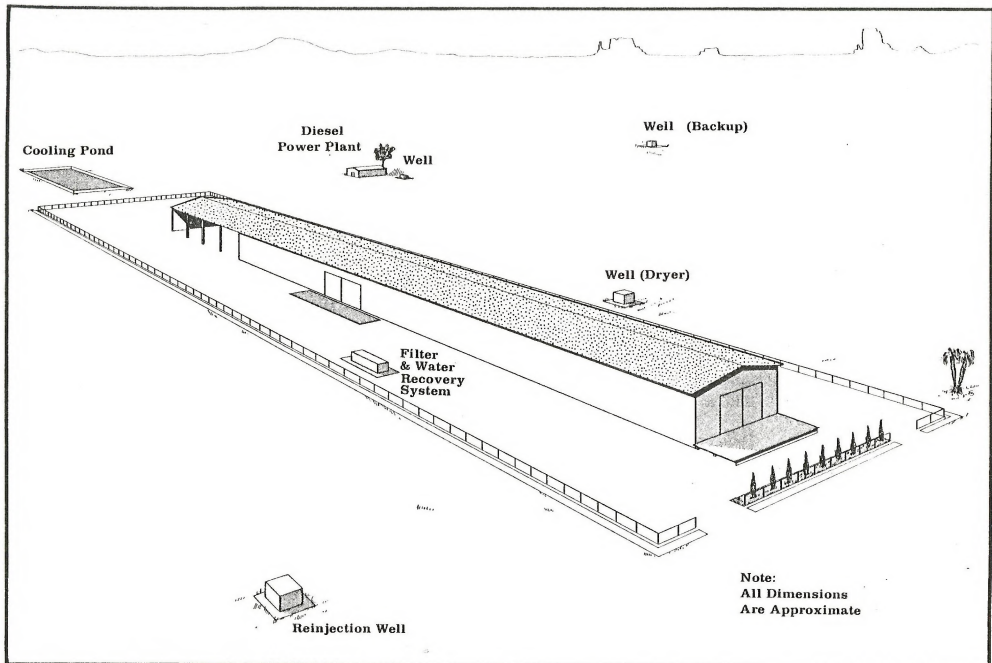 Well (Backup)
Diesel
Power Plant
Well
Cooling Pond
Well (Dryer)
Filter
& Water
Recovery
System
Note:
All Dimensions
Are Approximate
Reinjection Well